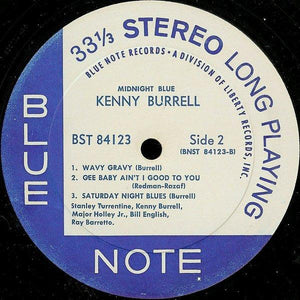 33 1/3 STEREO LONG PLAYING
BLUE NOTE RECORDS • A DIVISION OF LIBERTY RECORDS, INC.
MIDNIGHT BLUE
KENNY BURRELL
BST 84123 Side 2
(BNST 84123-B)
1. WAVY GRAVY (Burrell)
2. GEE BABY AIN'T I GOOD TO YOU
(Redman-Razaf)
3. SATURDAY NIGHT BLUES (Burrell)
Stanley Turrentine, Kenny Burrell,
Major Holley Jr., Bill English,
Ray Barretto.
BLUE
NOTE